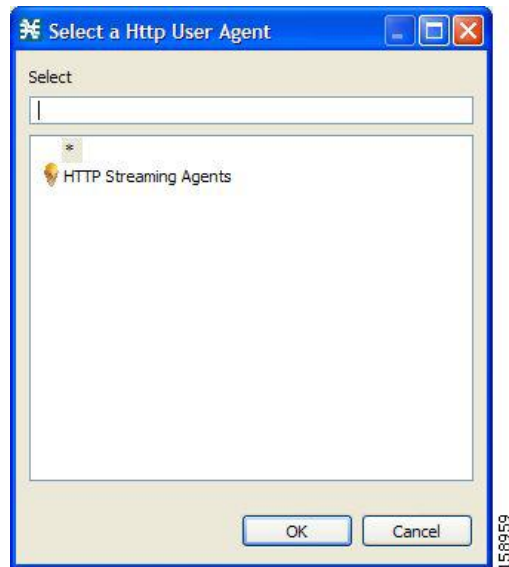 Select a Http User Agent
Select
*
HTTP Streaming Agents
OK Cancel
158959